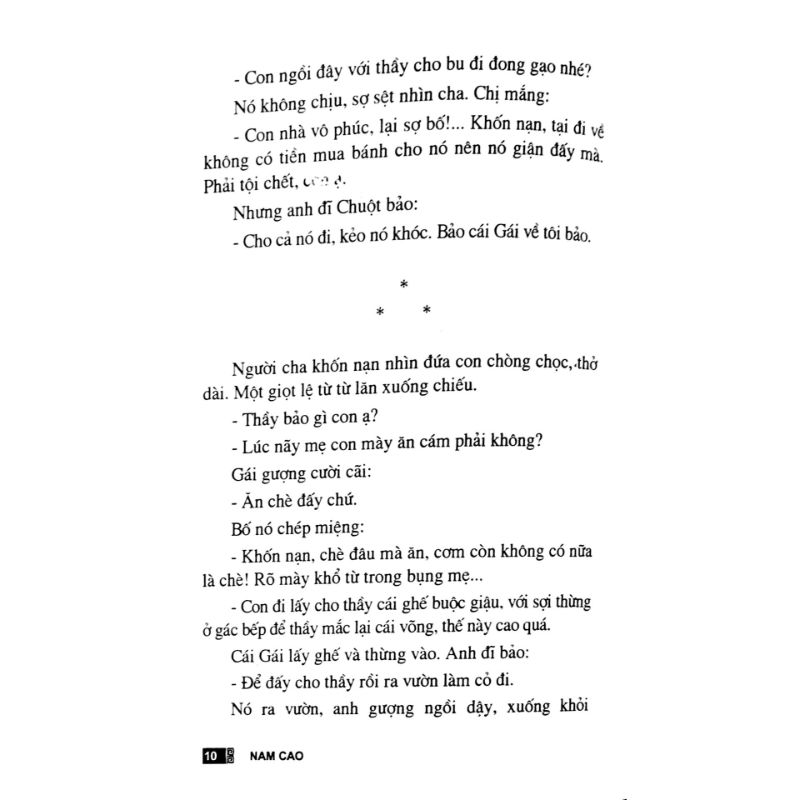 - Con ngồi đây với thầy cho bu đi đong gạo nhé?
Nó không chịu, sợ sệt nhìn cha. Chị mắng:
- Con nhà vô phúc, lại sợ bố!... Khốn nạn, tại đi về
không có tiền mua bánh cho nó nên nó giận đấy mà.
Phải tội chết,
Nhưng anh đĩ Chuột bảo:
- Cho cả nó đi, kẻo nó khóc. Bảo cái Gái về tôi bảo.
*
* *
Người cha khốn nạn nhìn đứa con chòng chọc, thở
dài. Một giọt lệ từ từ lăn xuống chiếu.
- Thầy bảo gì con ạ?
- Lúc nãy mẹ con mày ăn cám phải không?
Gái gượng cười cãi:
- Ăn chè đấy chứ.
Bố nó chép miệng:
- Khốn nạn, chè đâu mà ăn, cơm còn không có nữa
là chè! Rõ mày khổ từ trong bụng mẹ...
- Con đi lấy cho thầy cái ghế buộc giậu, với sợi thừng
ở gác bếp để thầy mắc lại cái võng, thế này cao quá.
Cái Gái lấy ghế và thừng vào. Anh đĩ bảo:
- Để đấy cho thầy rồi ra vườn làm cỏ đi.
Nó ra vườn, anh gượng ngồi dậy, xuống khỏi
10 NAM CAO